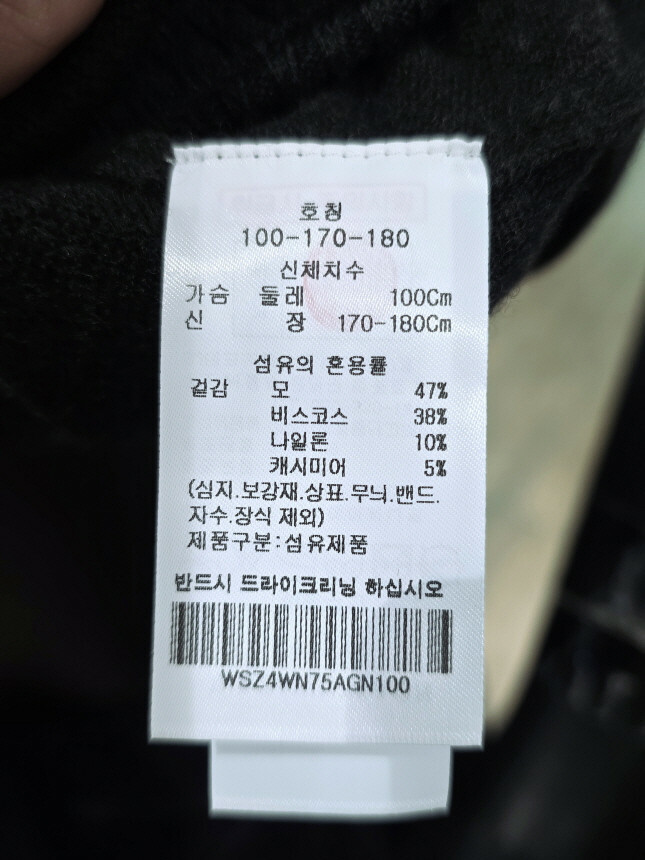 호칭
100-170-180
신체치수
가슴 둘레 100Cm
신 장 170-180Cm
섬유의 혼용률
겉감 모 47%
비스코스 38%
나일론 10%
캐시미어 5%
(심지.보강재.상표.무늬.밴드.
자수.장식 제외)
제품구분:섬유제품
반드시 드라이크리닝 하십시오
WSZ4WN75AGN100